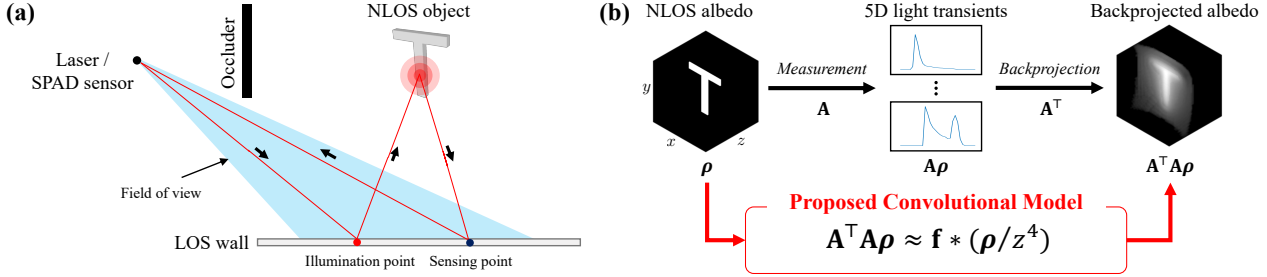 (a)
Occluder
NLOS object
Laser /
SPAD sensor
Field of view
LOS wall
Illumination point
Sensing point
(b)
NLOS albedo
5D light transients
Backprojected albedo
Measurement
A
Backprojection
A⊤
y
x
z
ρ
Aρ
A⊤Aρ
Proposed Convolutional Model
A⊤Aρ ≈ f ∗ (ρ/z⁴)